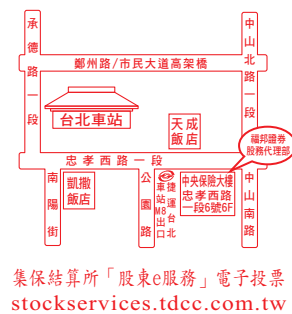 承德路一段
中山北路一段
鄭州路/市民大道高架橋
台北車站
天成
飯店
福邦證券
股務代理部
忠孝西路一段
南陽街
凱撒
飯店
公園路
捷運台北
車站M8出口
中央保險大樓
忠孝西路
一段6號6F
中山南路
集保結算所「股東e服務」電子投票
stockservices.tdcc.com.tw